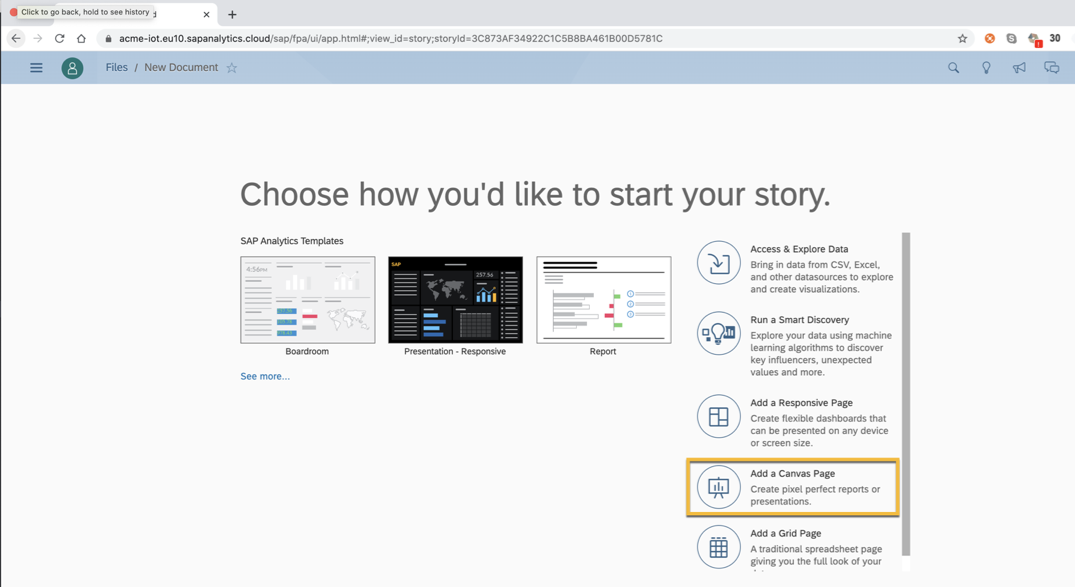 Click to go back, hold to see history
acme-iot.eu10.sapanalytics.cloud/sap/fpa/ui/app.html#;view_id=story;storyId=3C873AF34922C1C5B8BA461B00D5781C
30
Files / New Document
Choose how you'd like to start your story.
SAP Analytics Templates
4:56PM
SAP
257.56
Boardroom
Presentation - Responsive
Report
See more...
Access & Explore Data
Bring in data from CSV, Excel,
and other datasources to explore
and create visualizations.
Run a Smart Discovery
Explore your data using machine
learning algorithms to discover
key influencers, unexpected
values and more.
Add a Responsive Page
Create flexible dashboards that
can be presented on any device
or screen size.
Add a Canvas Page
Create pixel perfect reports or
presentations.
Add a Grid Page
A traditional spreadsheet page
giving you the full look of your